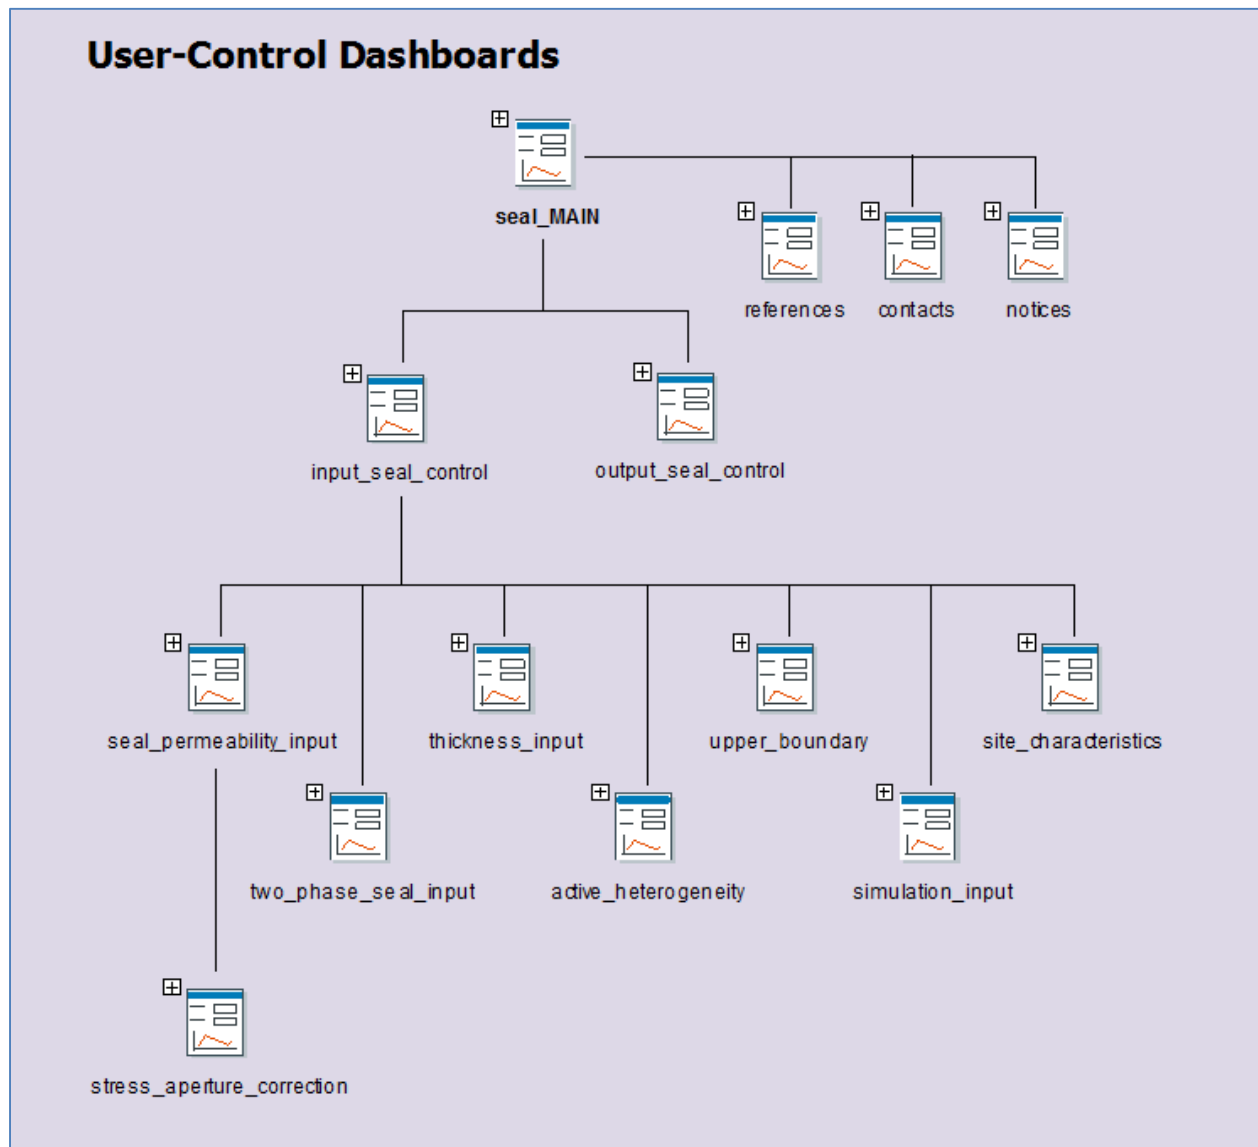 User-Control Dashboards
seal_MAIN
references
contacts
notices
input_seal_control
output_seal_control
seal_permeability_input
thickness_input
upper_boundary
site_characteristics
two_phase_seal_input
active_heterogeneity
simulation_input
stress_aperture_correction